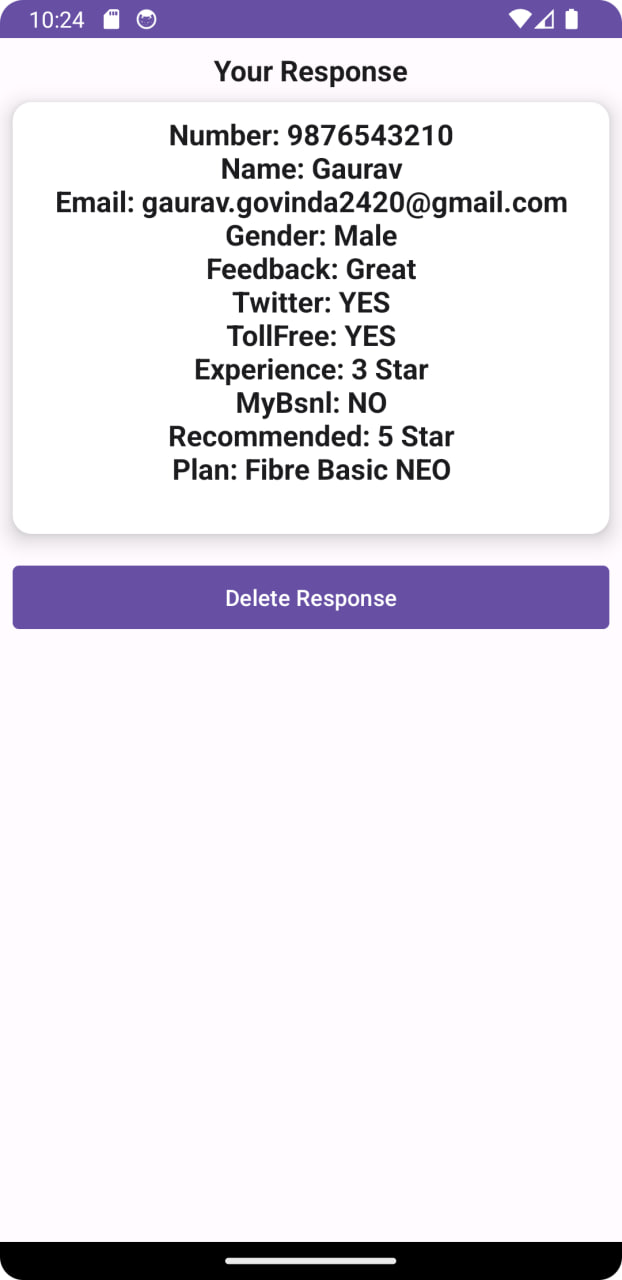 10:24
Your Response
Number: 9876543210
Name: Gaurav
Email: gaurav.govinda2420@gmail.com
Gender: Male
Feedback: Great
Twitter: YES
TollFree: YES
Experience: 3 Star
MyBsnl: NO
Recommended: 5 Star
Plan: Fibre Basic NEO
Delete Response